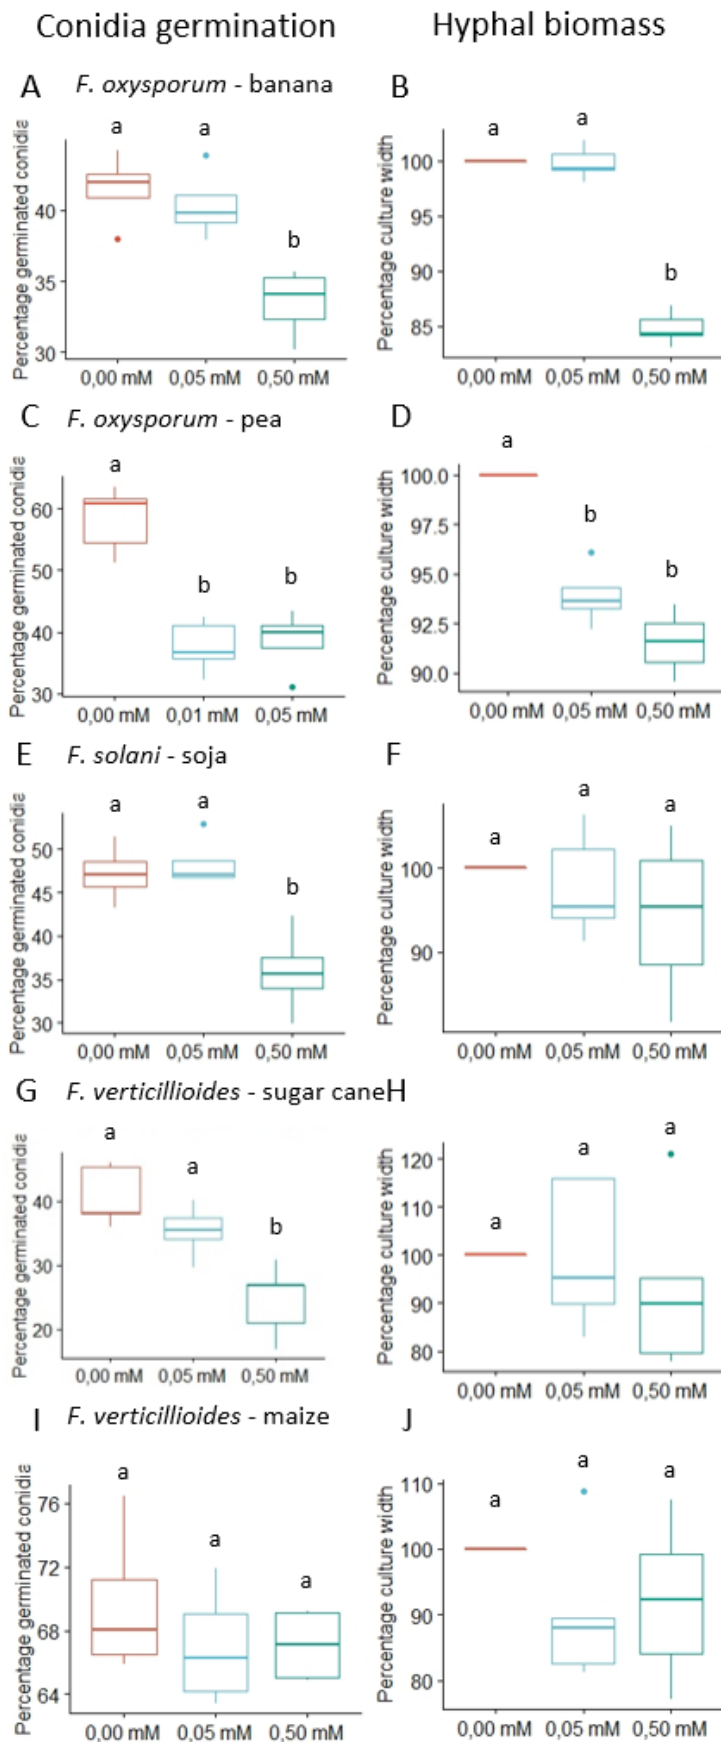 Conidia germination
Hyphal biomass
A
F. oxysporum - banana
B
Percentage germinated conidia
40
35
30
a
a
b
0,00 mM 0,05 mM 0,50 mM
Percentage culture width
100
95
90
85
a
a
b
0,00 mM 0,05 mM 0,50 mM
C
F. oxysporum - pea
D
Percentage germinated conidia
60
50
40
30
a
b
b
0,00 mM 0,01 mM 0,05 mM
Percentage culture width
100.0
97.5
95.0
92.5
90.0
a
b
b
0,00 mM 0,05 mM 0,50 mM
E
F. solani - soja
F
Percentage germinated conidia
50
45
40
35
30
a
a
b
0,00 mM 0,05 mM 0,50 mM
Percentage culture width
100
90
a
a
a
0,00 mM 0,05 mM 0,50 mM
G
F. verticillioides - sugar cane
H
Percentage germinated conidia
40
30
20
a
a
b
0,00 mM 0,05 mM 0,50 mM
Percentage culture width
120
110
100
90
80
a
a
a
0,00 mM 0,05 mM 0,50 mM
I
F. verticillioides - maize
J
Percentage germinated conidia
76
72
68
64
a
a
a
0,00 mM 0,05 mM 0,50 mM
Percentage culture width
110
100
90
80
a
a
a
0,00 mM 0,05 mM 0,50 mM